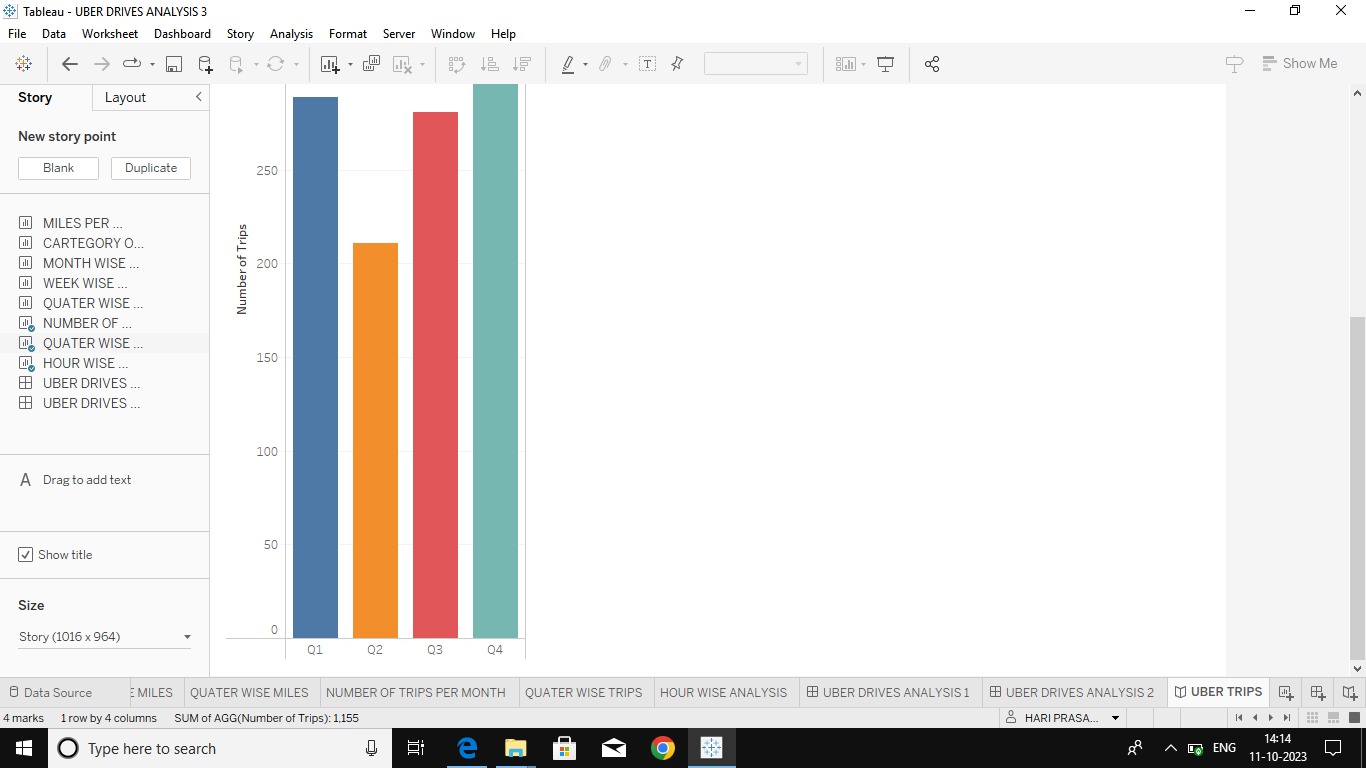 Tableau - UBER DRIVES ANALYSIS 3
File Data Worksheet Dashboard Story Analysis Format Server Window Help
Show Me
Story Layout
New story point
Blank Duplicate
MILES PER ...
CARTEGORY O...
MONTH WISE ...
WEEK WISE ...
QUATER WISE ...
NUMBER OF ...
QUATER WISE ...
HOUR WISE ...
UBER DRIVES ...
UBER DRIVES ...
A Drag to add text
Show title
Size
Story (1016 x 964)
Number of Trips
250
200
150
100
50
0
Q1 Q2 Q3 Q4
Data Source E MILES QUATER WISE MILES NUMBER OF TRIPS PER MONTH QUATER WISE TRIPS HOUR WISE ANALYSIS UBER DRIVES ANALYSIS 1 UBER DRIVES ANALYSIS 2 UBER TRIPS
4 marks 1 row by 4 columns SUM of AGG(Number of Trips): 1,155 HARI PRASA...
Type here to search ENG 14:14
11-10-2023